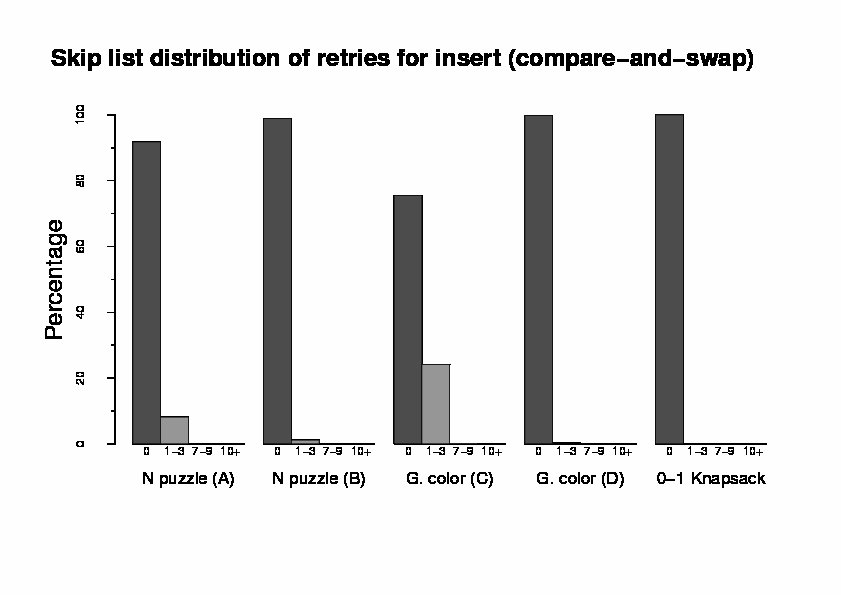 Skip list distribution of retries for insert (compare−and−swap)
Percentage
100
80
60
40
20
0
0 1−3 7−9 10+ 0 1−3 7−9 10+ 0 1−3 7−9 10+ 0 1−3 7−9 10+ 0 1−3 7−9 10+
N puzzle (A) N puzzle (B) G. color (C) G. color (D) 0−1 Knapsack